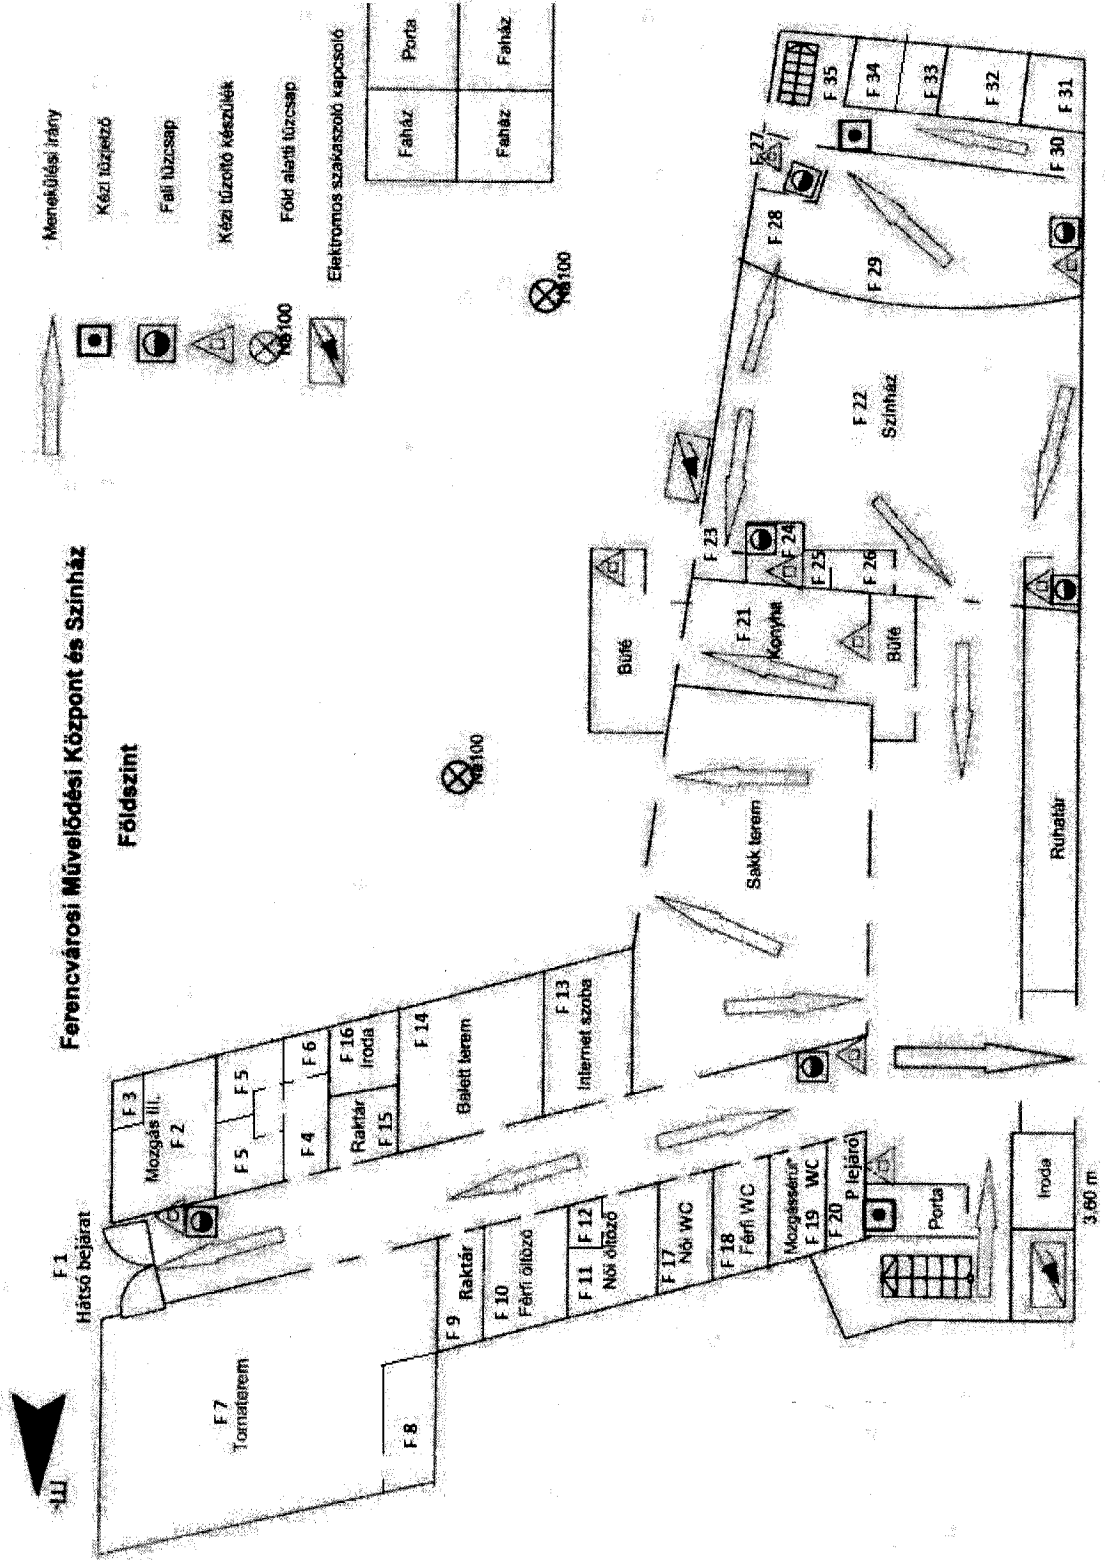 Ferencvárosi Művelődési Központ és Színház
Földszint
É
Menekülési irány
Kézi tűzjelző
Fali tűzcsap
Kézi tűzoltó készülék
Na100
Föld alatti tűzcsap
Elektromos szakaszoló kapcsoló
Porta
Faház
Faház
Faház
Na100
Na100
F 1
Hátsó bejárat
F 3
Mozgás ill.
F 2
F 5
F 5
F 6
F 4
F 16
Iroda
Raktár
F 15
F 14
Balett terem
F 13
Internet szoba
F 7
Tornaterem
F 8
F 9
Raktár
F 10
Férfi öltöző
F 11
F 12
Női öltöző
F 17
Női WC
F 18
Férfi WC
Mozgássérült
F 19
WC
F 20
P lejáró
Porta
Iroda
3,60 m
Sakk terem
Büfé
F 21
Konyha
Büfé
Ruhatár
F 23
F 24
F 25
F 26
F 22
Színház
F 27
F 28
F 29
F 30
F 31
F 32
F 33
F 34
F 35